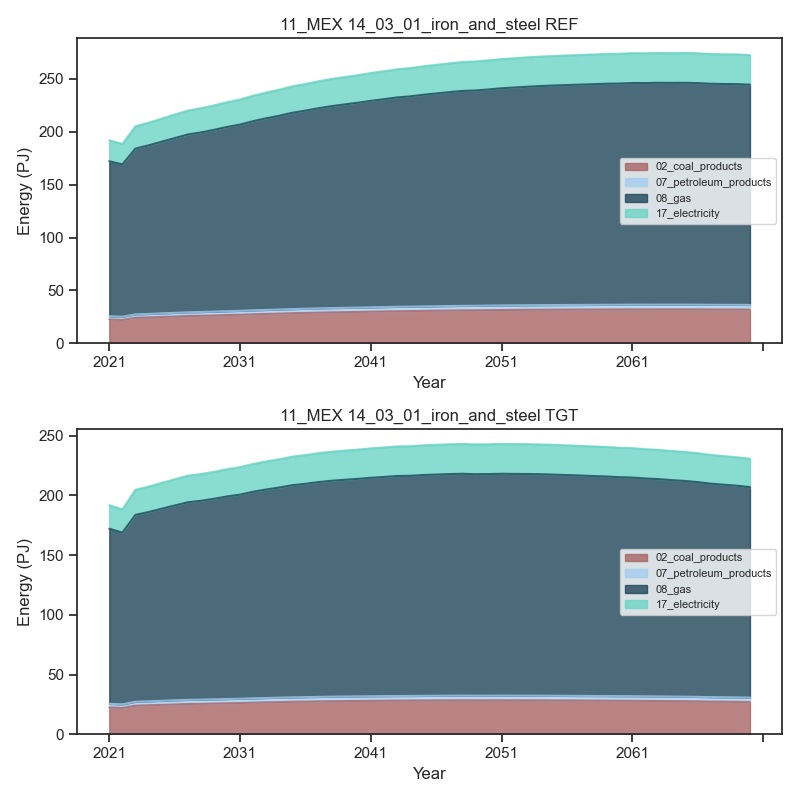 11_MEX 14_03_01_iron_and_steel REF
250
200
150
100
50
0
Energy (PJ)
02_coal_products
07_petroleum_products
08_gas
17_electricity
2021 2031 2041 2051 2061
Year
11_MEX 14_03_01_iron_and_steel TGT
250
200
150
100
50
0
Energy (PJ)
02_coal_products
07_petroleum_products
08_gas
17_electricity
2021 2031 2041 2051 2061
Year